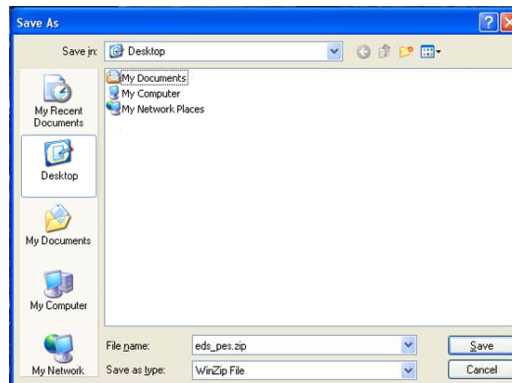 Save As
Save in: Desktop
My Recent
Documents
Desktop
My Documents
My Computer
My Network
My Documents
My Computer
My Network Places
File name: eds_pes.zip Save
Save as type: WinZip File Cancel